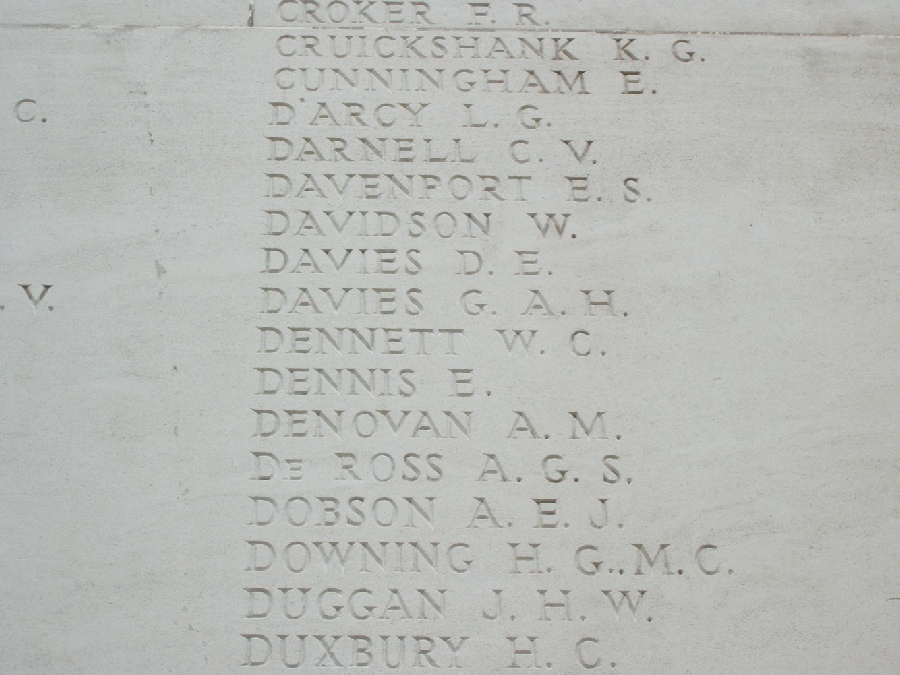 CROKER F. R.
CRUICKSHANK K. G.
CUNNINGHAM E.
C.
D'ARCY L. G.
DARNELL C. V.
DAVENPORT E. S.
DAVIDSON W.
DAVIES D. E.
. V.
DAVIES G. A. H.
DENNETT W. C.
DENNIS E.
DENOVAN A. M.
De ROSS A. G. S.
DOBSON A. E. J.
DOWNING H. G., M. C.
DUGGAN J. H. W.
DUXBURY H. C.